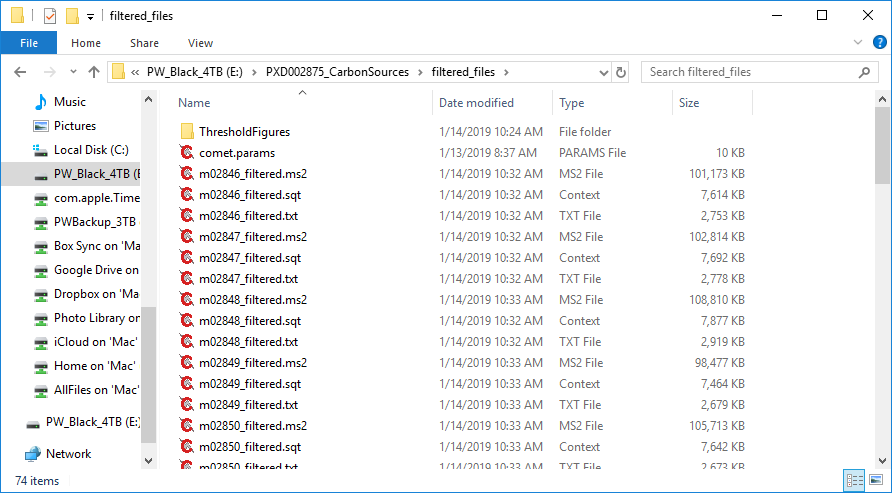 filtered_files
File Home Share View
« PW_Black_4TB (E:) > PXD002875_CarbonSources > filtered_files > Search filtered_files
Name Date modified Type Size
Music
Pictures
Local Disk (C:)
PW_Black_4TB (E
com.apple.Time
PWBackup_3TB
Box Sync on 'Mac
Google Drive on
Dropbox on 'Ma
Photo Library on
iCloud on 'Mac'
Home on 'Mac'
AllFiles on 'Mac'
PW_Black_4TB (E:)
Network
ThresholdFigures 1/14/2019 10:24 AM File folder
comet.params 1/13/2019 8:37 AM PARAMS File 10 KB
m02846_filtered.ms2 1/14/2019 10:32 AM MS2 File 101,173 KB
m02846_filtered.sqt 1/14/2019 10:32 AM Context 7,614 KB
m02846_filtered.txt 1/14/2019 10:32 AM TXT File 2,753 KB
m02847_filtered.ms2 1/14/2019 10:32 AM MS2 File 102,814 KB
m02847_filtered.sqt 1/14/2019 10:32 AM Context 7,692 KB
m02847_filtered.txt 1/14/2019 10:32 AM TXT File 2,778 KB
m02848_filtered.ms2 1/14/2019 10:33 AM MS2 File 108,810 KB
m02848_filtered.sqt 1/14/2019 10:32 AM Context 7,877 KB
m02848_filtered.txt 1/14/2019 10:32 AM TXT File 2,919 KB
m02849_filtered.ms2 1/14/2019 10:33 AM MS2 File 98,477 KB
m02849_filtered.sqt 1/14/2019 10:33 AM Context 7,464 KB
m02849_filtered.txt 1/14/2019 10:33 AM TXT File 2,679 KB
m02850_filtered.ms2 1/14/2019 10:33 AM MS2 File 105,713 KB
m02850_filtered.sqt 1/14/2019 10:33 AM Context 7,642 KB
m02850_filtered.txt 1/14/2019 10:33 AM TXT File 2,673 KB
74 items